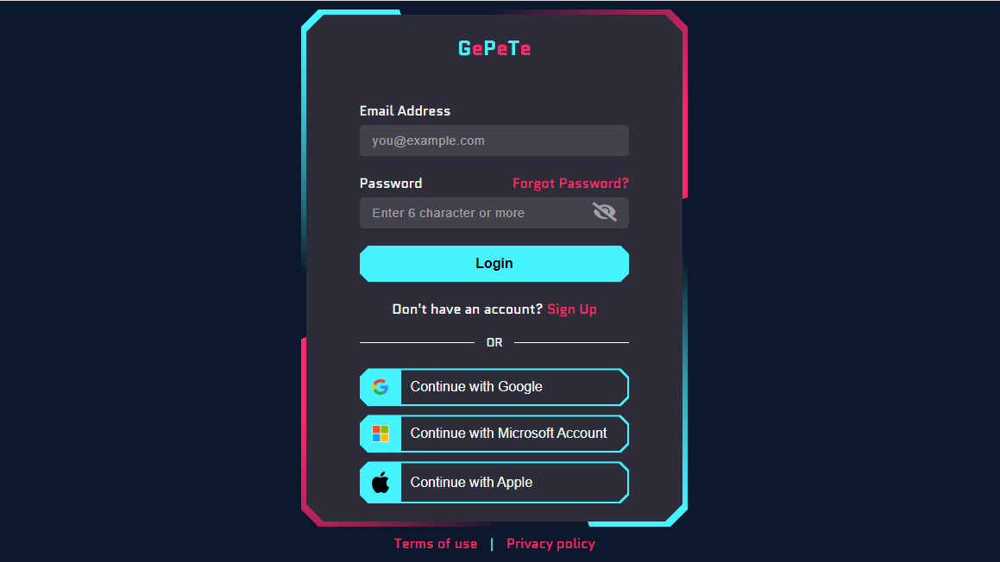 GePeTe
Email Address
you@example.com
Password Forgot Password?
Enter 6 character or more
Login
Don't have an account? Sign Up
OR
Continue with Google
Continue with Microsoft Account
Continue with Apple
Terms of use | Privacy policy